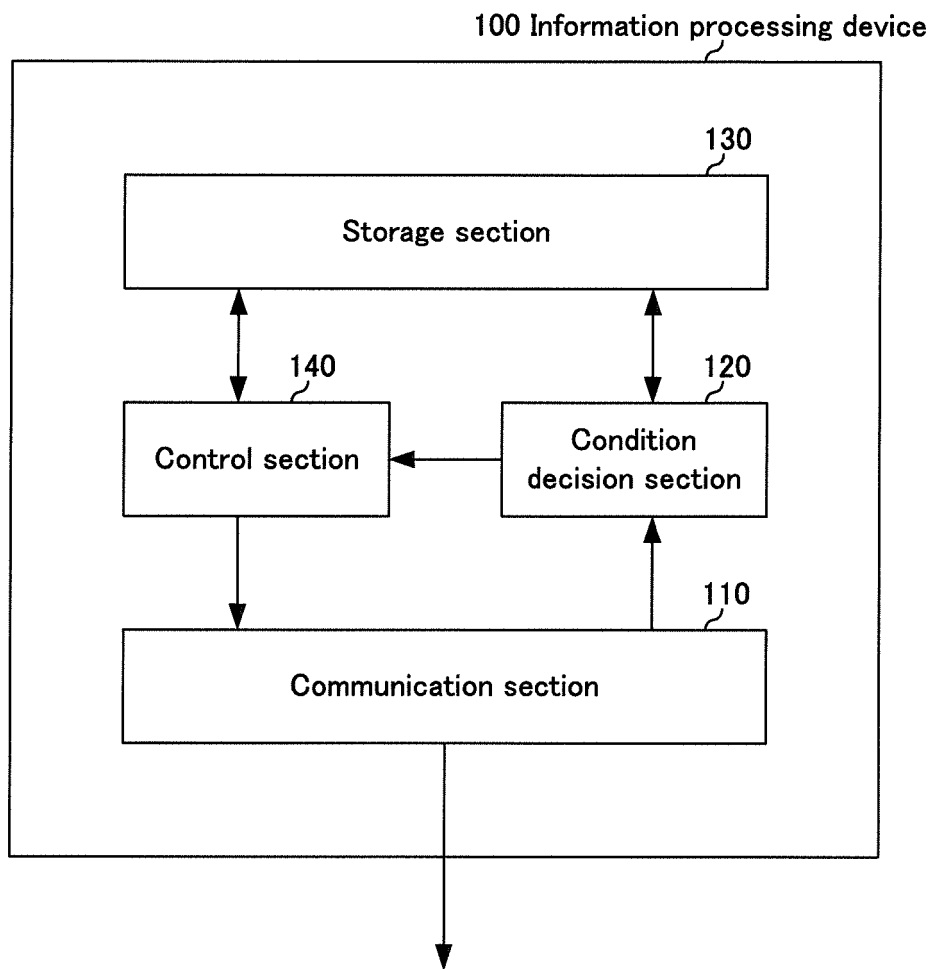 100 Information processing device
130
Storage section
140
120
Control section
Condition
decision section
110
Communication section